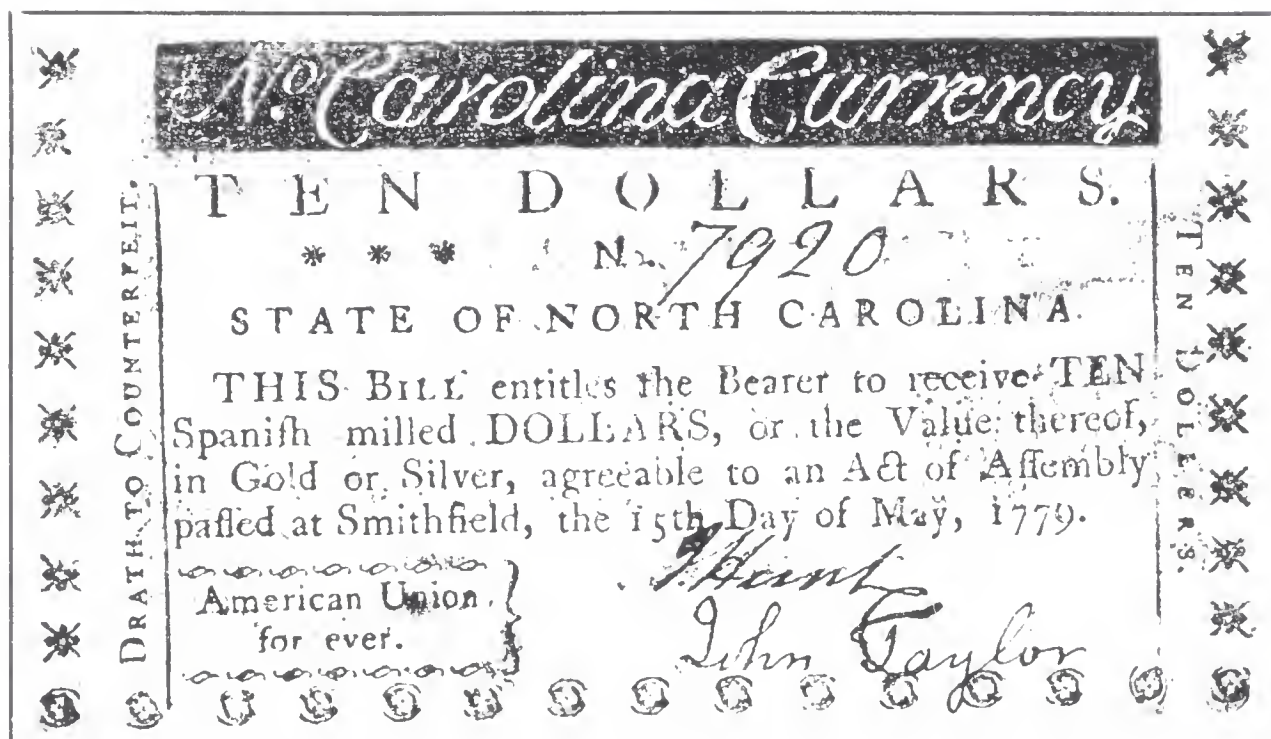 No. Carolina Currency
TEN DOLLARS.
No. 7920
STATE OF NORTH CAROLINA.
THIS BILL entitles the Bearer to receive TEN
Spaniſh milled DOLLARS, or the Value thereof,
in Gold or Silver, agreeable to an Act of Aſſembly
paſſed at Smithfield, the 15th Day of May, 1779.
American Union
for ever.
Hunt
John Taylor
DEATH TO COUNTERFEIT.
TEN DOLLERS.